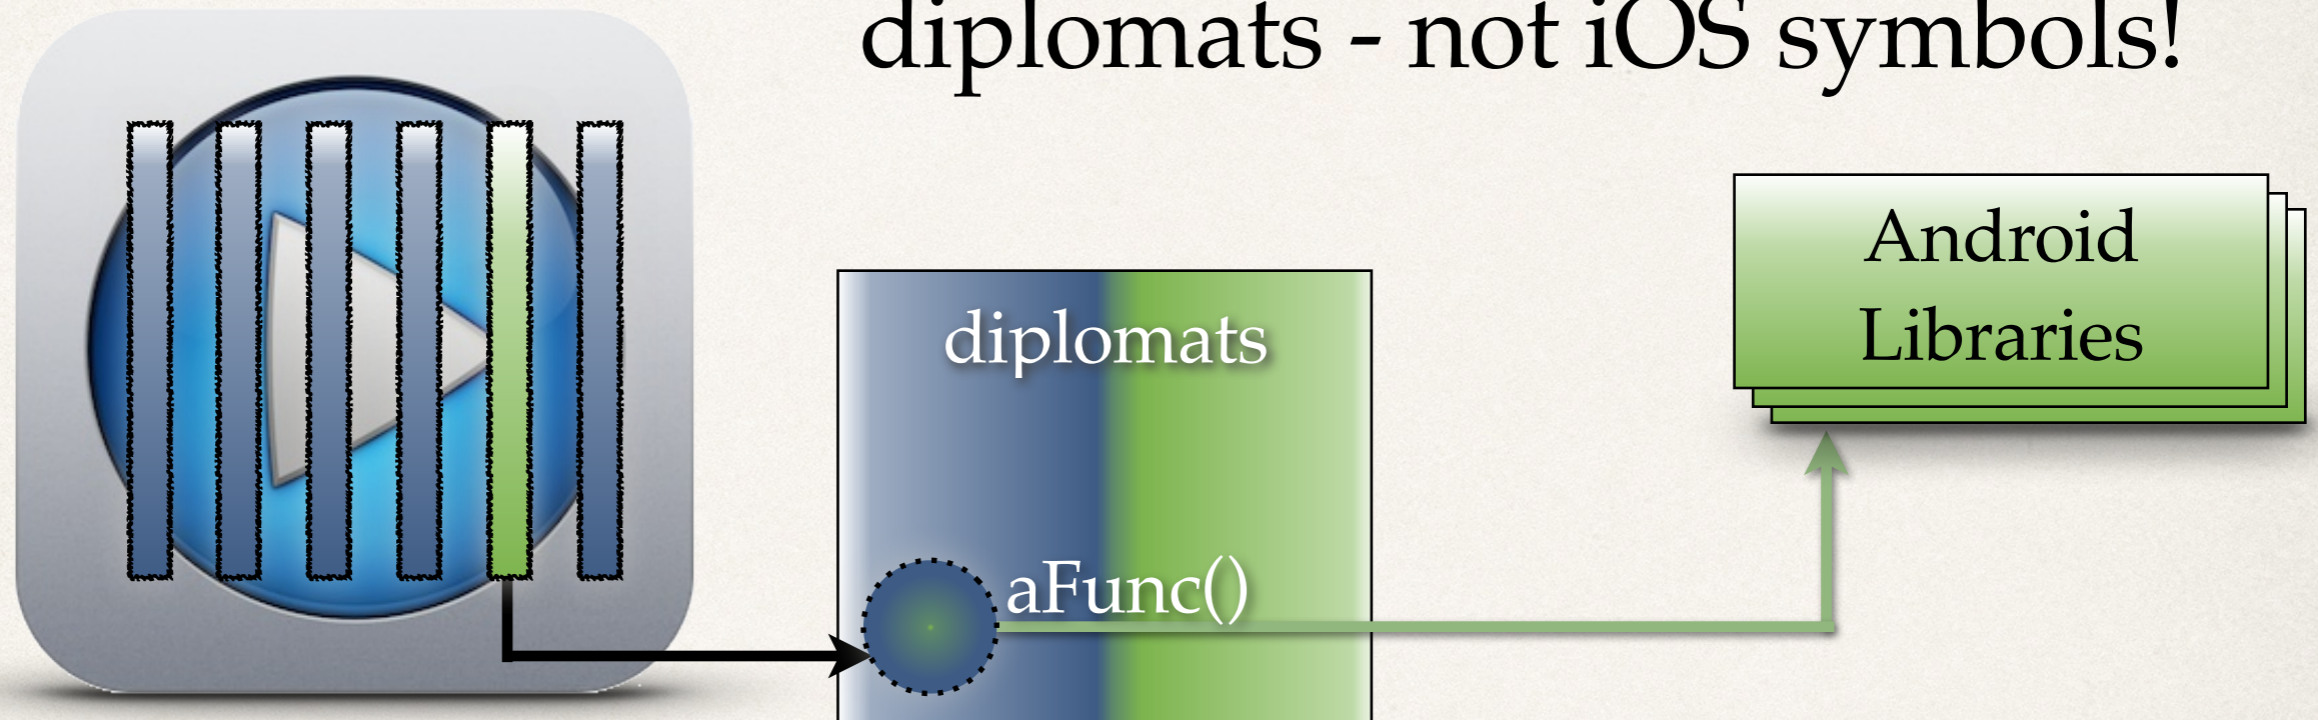 diplomats - not iOS symbols!
Android
Libraries
diplomats
aFunc()